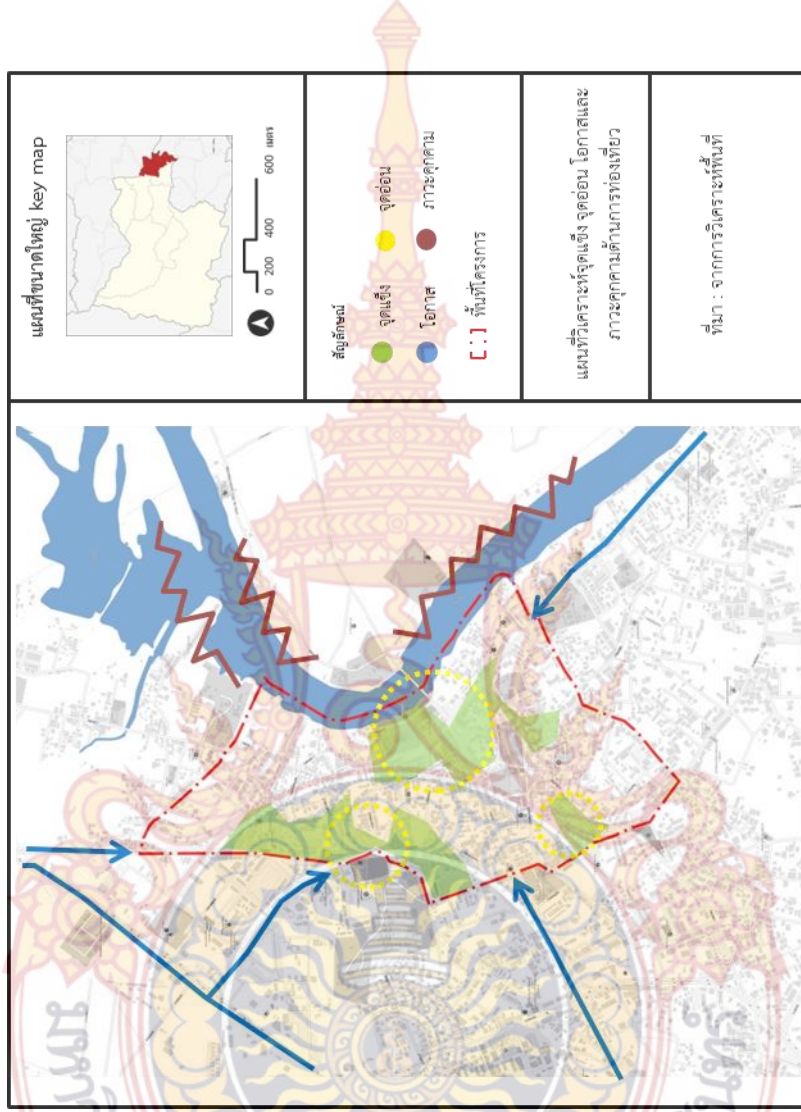 แผนที่ขนาดใหญ่ key map
0 200 400 600 เมตร
สัญลักษณ์
จุดแข็ง จุดอ่อน
โอกาส ภาวะคุกคาม
พื้นที่โครงการ
แผนที่วิเคราะห์จุดแข็ง จุดอ่อน โอกาสและ
ภาวะคุกคามด้านการท่องเที่ยว
ที่มา : จากการวิเคราะห์พื้นที่